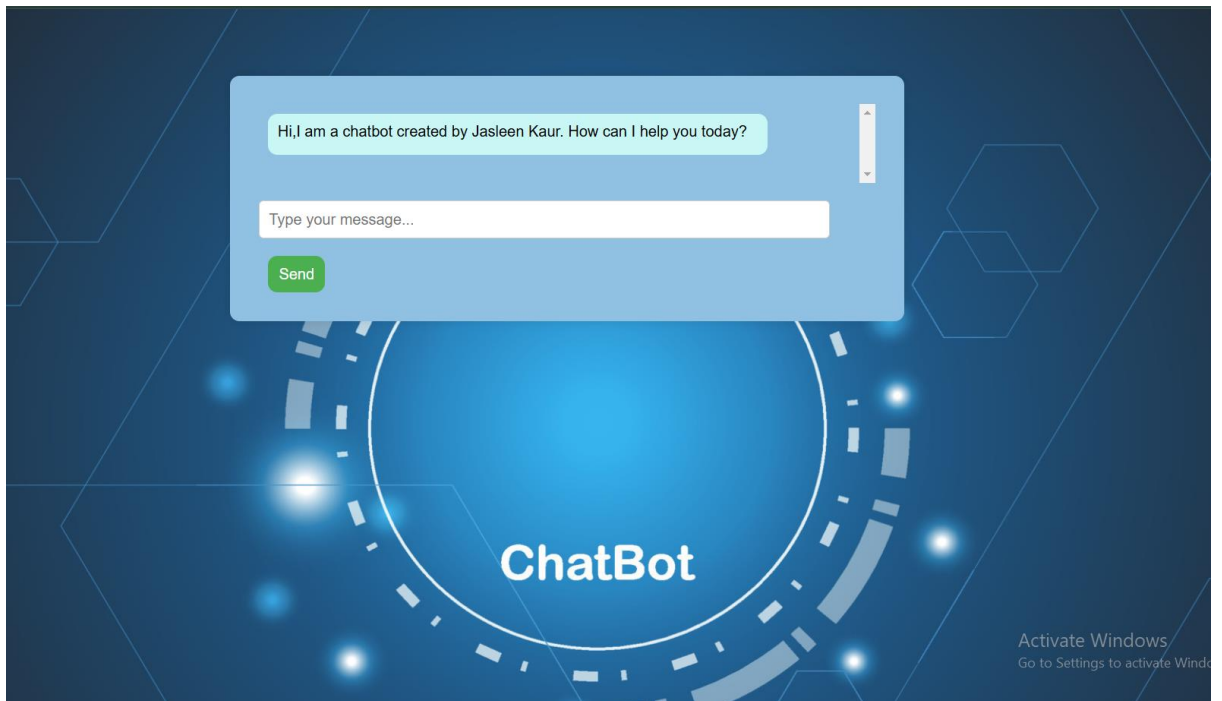 Hi,I am a chatbot created by Jasleen Kaur. How can I help you today?
Type your message...
Send
ChatBot
Activate Windows
Go to Settings to activate